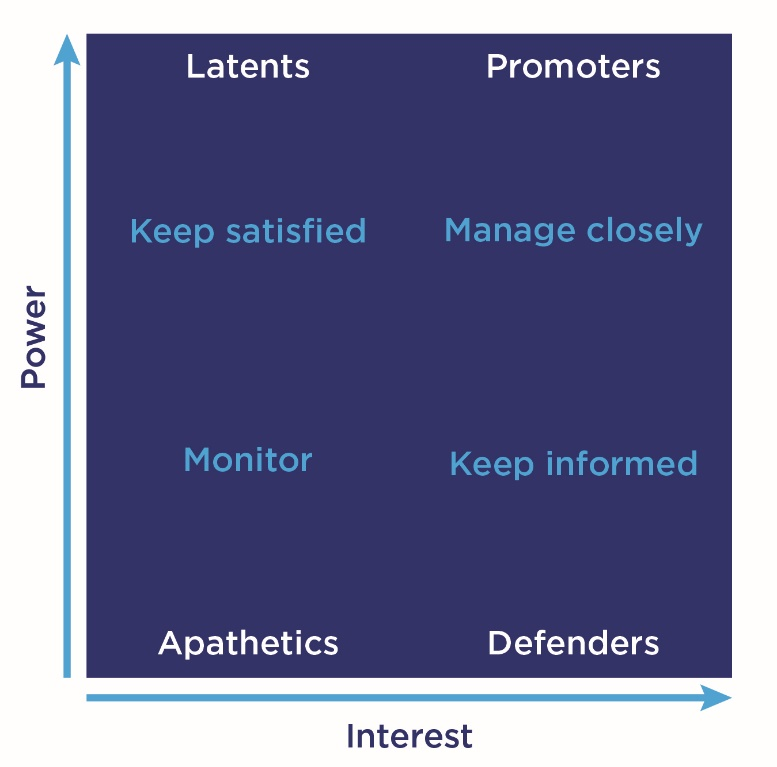 Latents
Promoters
Keep satisfied
Manage closely
Power
Monitor
Keep informed
Apathetics
Defenders
Interest